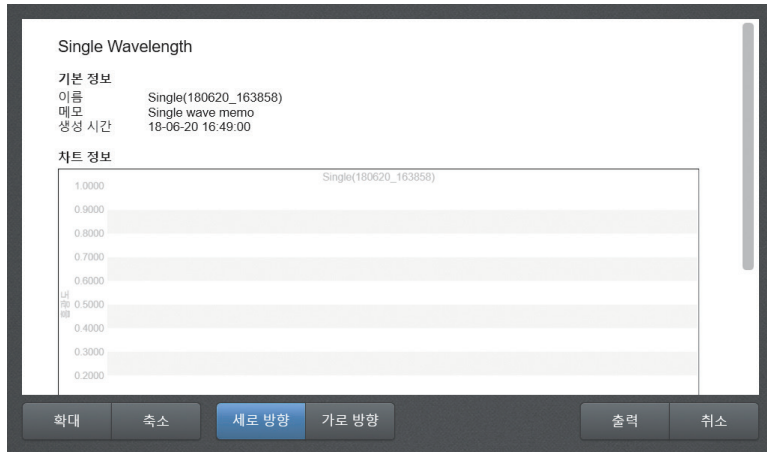 Single Wavelength
기본 정보
이름 Single(180620_163858)
메모 Single wave memo
생성 시간 18-06-20 16:49:00
차트 정보
Single(180620_163858)
1.0000
0.9000
0.8000
0.7000
0.6000
흡광도
0.5000
0.4000
0.3000
0.2000
확대 축소 세로 방향 가로 방향 출력 취소